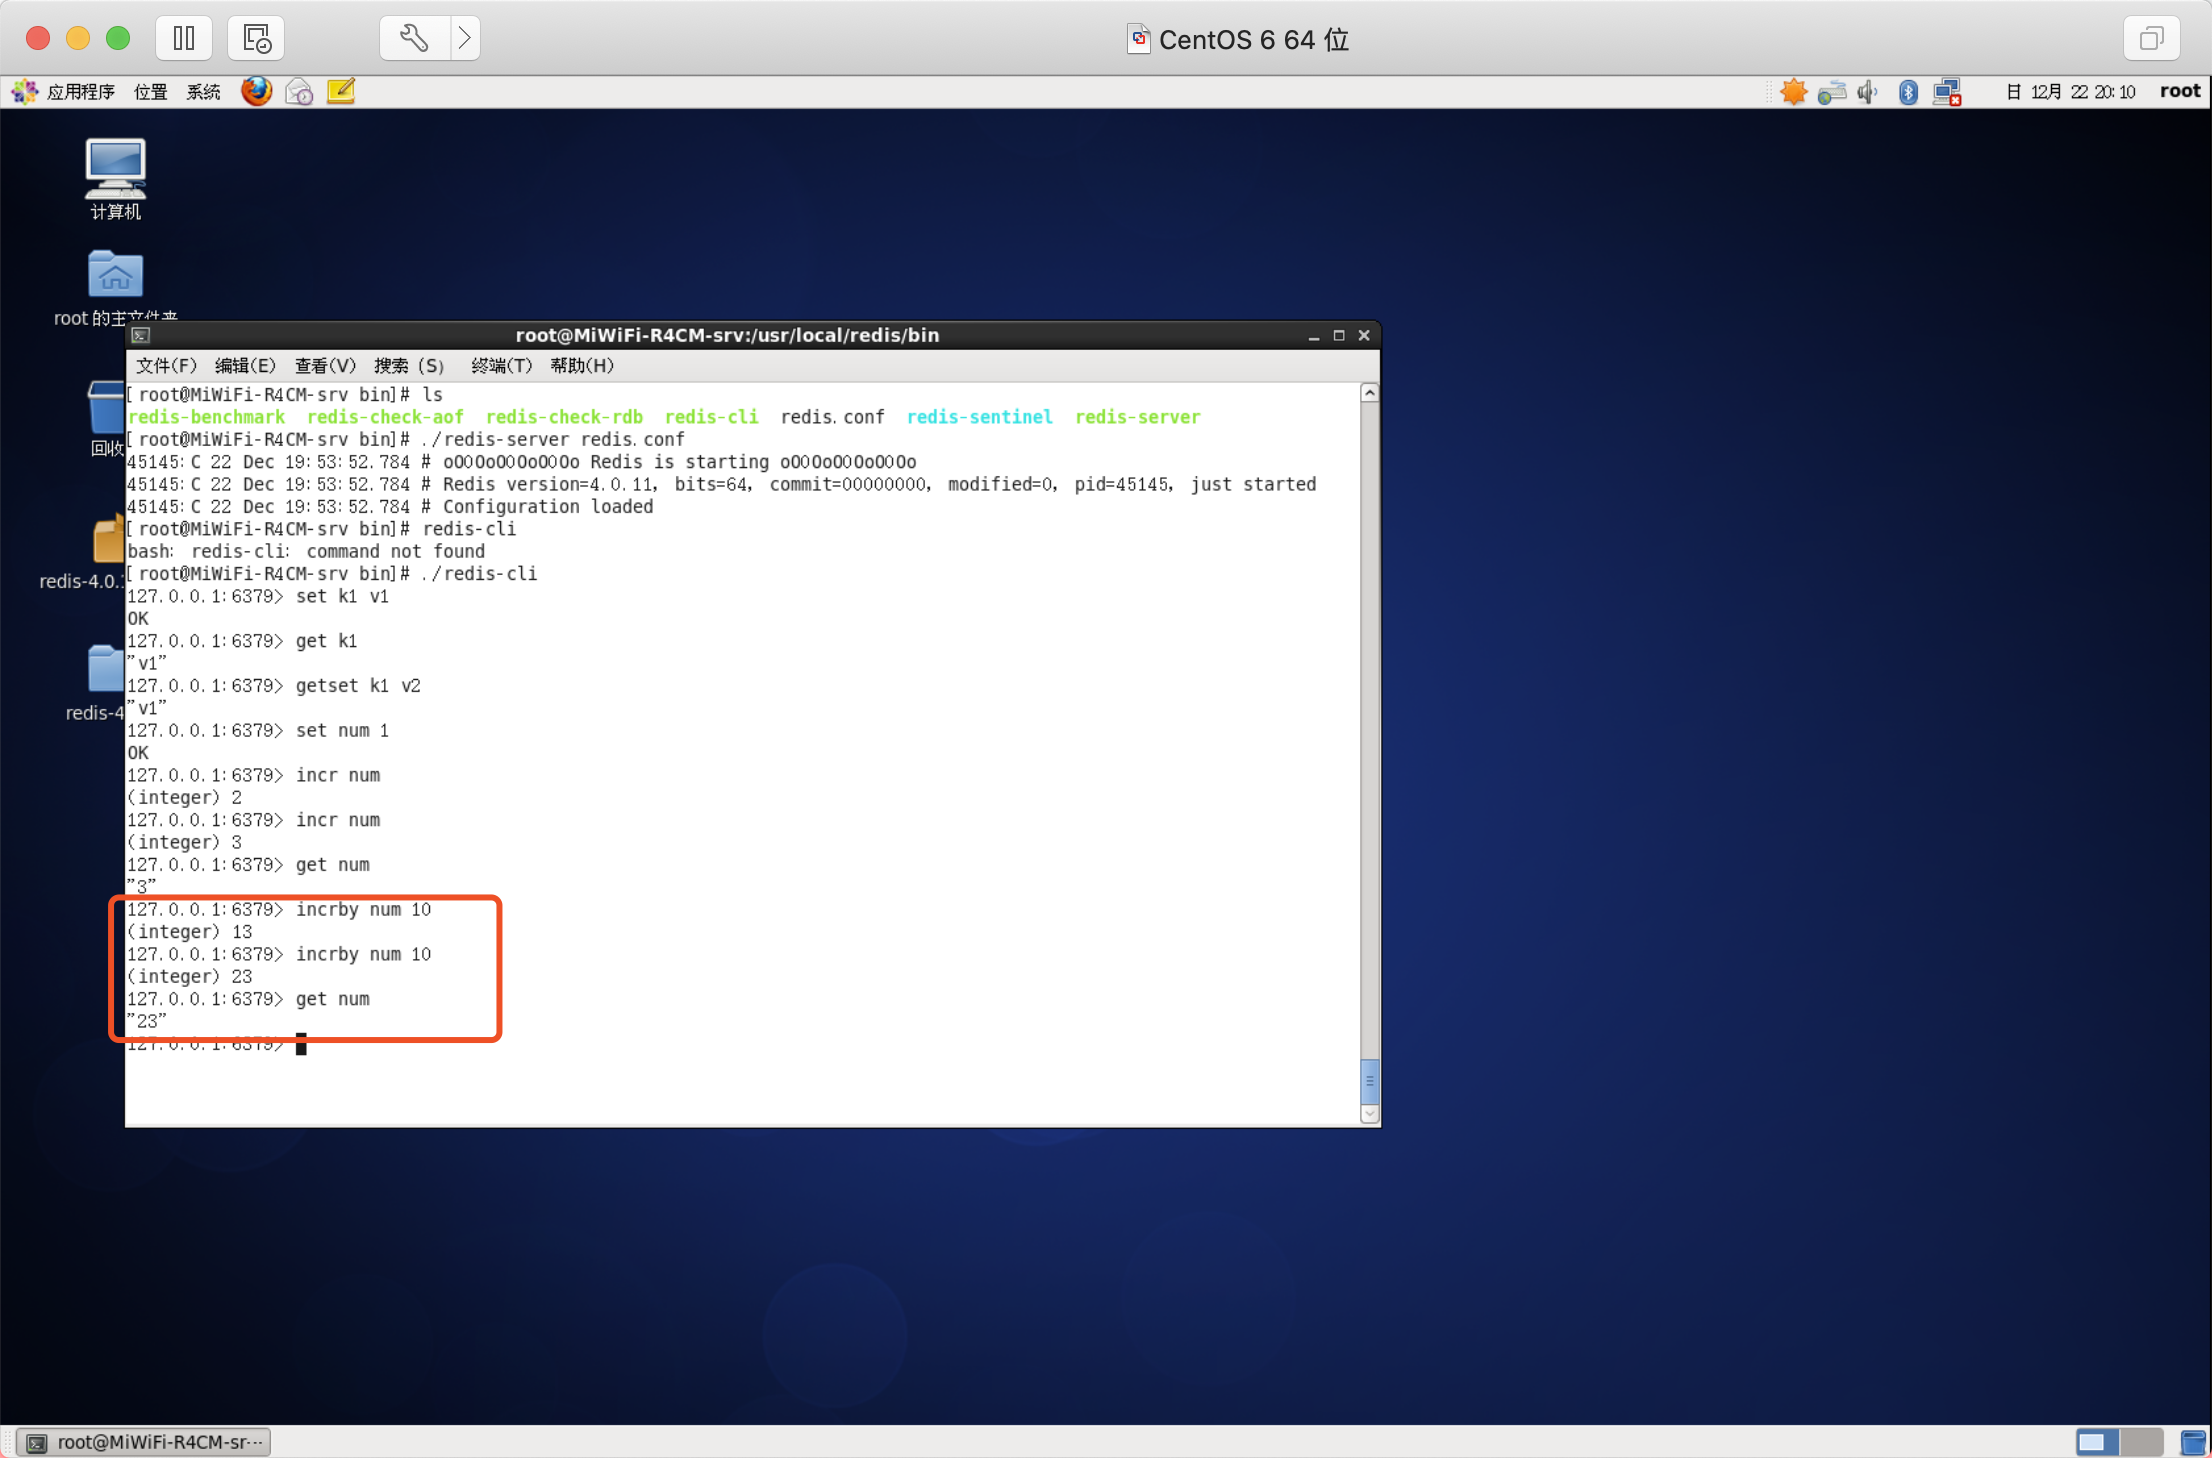 CentOS 6 64 位
应用程序 位置 系统
日 12月 22 20:10 root
计算机
root 的主文件夹
root@MiWiFi-R4CM-srv:/usr/local/redis/bin
文件(F) 编辑(E) 查看(V) 搜索 (S) 终端(T) 帮助(H)
[root@MiWiFi-R4CM-srv bin]# ls
redis-benchmark redis-check-aof redis-check-rdb redis-cli redis.conf redis-sentinel redis-server
[root@MiWiFi-R4CM-srv bin]# ./redis-server redis.conf
回收
45145:C 22 Dec 19:53:52.784 # oO0OoO0OoO0Oo Redis is starting oO0OoO0OoO0Oo
45145:C 22 Dec 19:53:52.784 # Redis version=4.0.11, bits=64, commit=00000000, modified=0, pid=45145, just started
45145:C 22 Dec 19:53:52.784 # Configuration loaded
[root@MiWiFi-R4CM-srv bin]# redis-cli
bash: redis-cli: command not found
[root@MiWiFi-R4CM-srv bin]# ./redis-cli
redis-4.0.1
127.0.0.1:6379> set k1 v1
OK
127.0.0.1:6379> get k1
"v1"
127.0.0.1:6379> getset k1 v2
"v1"
redis-4
127.0.0.1:6379> set num 1
OK
127.0.0.1:6379> incr num
(integer) 2
127.0.0.1:6379> incr num
(integer) 3
127.0.0.1:6379> get num
"3"
127.0.0.1:6379> incrby num 10
(integer) 13
127.0.0.1:6379> incrby num 10
(integer) 23
127.0.0.1:6379> get num
"23"
127.0.0.1:6379>
root@MiWiFi-R4CM-sr···